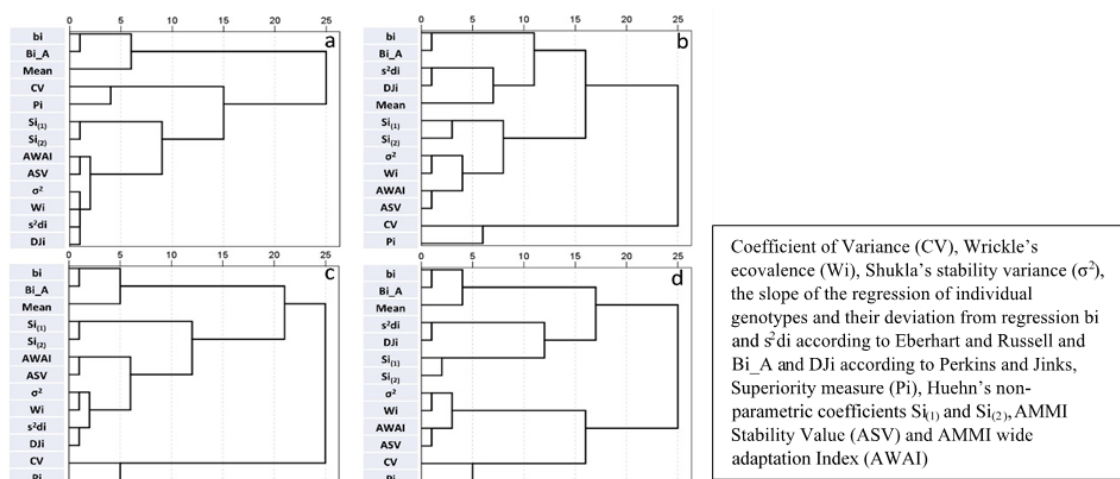 0 5 10 15 20 25
a
bi
Bi_A
Mean
CV
Pi
Si(1)
Si(2)
AWAI
ASV
σ²
Wi
s²di
DJi
0 5 10 15 20 25
b
bi
Bi_A
s²di
DJi
Mean
Si(1)
Si(2)
σ²
Wi
AWAI
ASV
CV
Pi
0 5 10 15 20 25
c
bi
Bi_A
Mean
Si(1)
Si(2)
AWAI
ASV
σ²
Wi
s²di
DJi
CV
Pi
0 5 10 15 20 25
d
bi
Bi_A
Mean
s²di
DJi
Si(1)
Si(2)
σ²
Wi
AWAI
ASV
CV
Pi
Coefficient of Variance (CV), Wrickle’s
ecovalence (Wi), Shukla’s stability variance (σ²),
the slope of the regression of individual
genotypes and their deviation from regression bi
and s²di according to Eberhart and Russell and
Bi_A and DJi according to Perkins and Jinks,
Superiority measure (Pi), Huehn’s non-
parametric coefficients Si(1) and Si(2), AMMI
Stability Value (ASV) and AMMI wide
adaptation Index (AWAI)